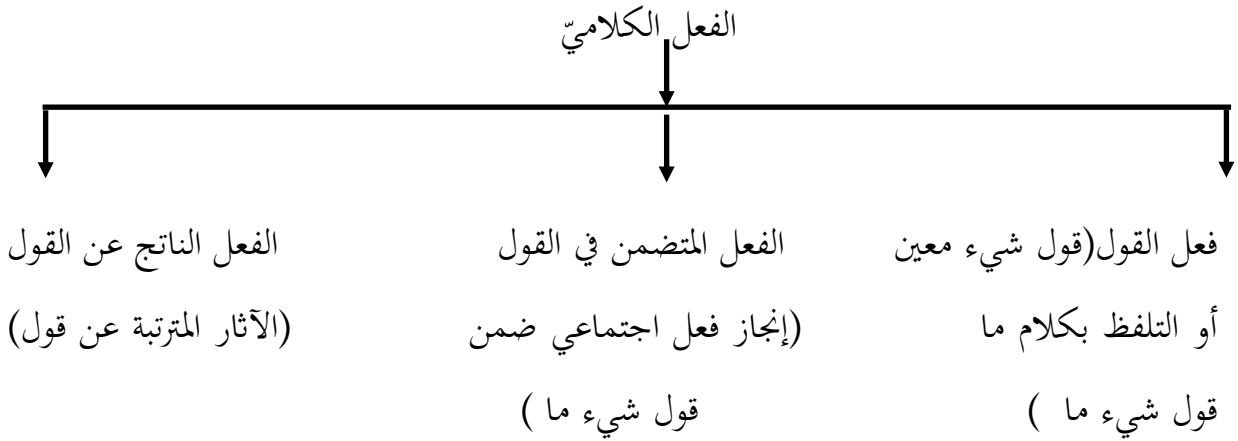 الفعل الكلاميّ
فعل القول(قول شيء معين
أو التلفظ بكلام ما
قول شيء ما )
الفعل المتضمن في القول
(إنجاز فعل اجتماعي ضمن
قول شيء ما )
الفعل الناتج عن القول
(الآثار المترتبة عن قول)